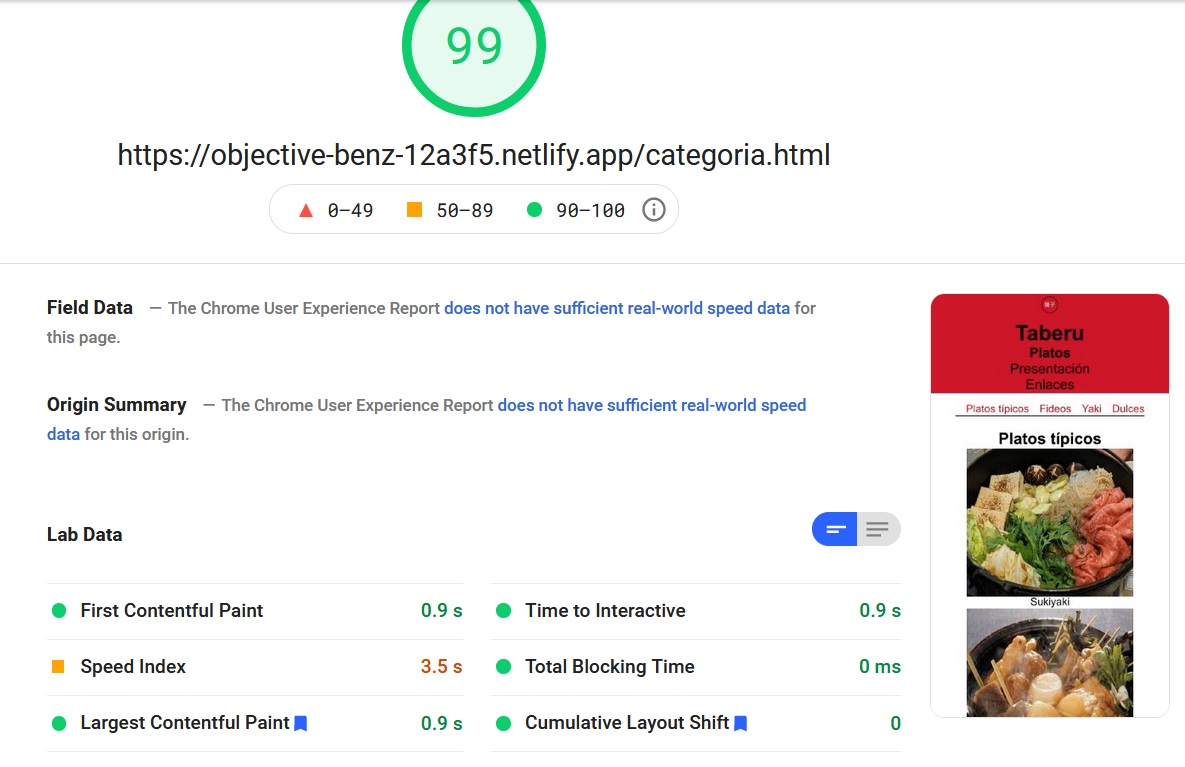 99
https://objective-benz-12a3f5.netlify.app/categoria.html
0–49 50–89 90–100
Field Data — The Chrome User Experience Report does not have sufficient real-world speed data for
this page.
Origin Summary — The Chrome User Experience Report does not have sufficient real-world speed
data for this origin.
Lab Data
First Contentful Paint 0.9 s
Time to Interactive 0.9 s
Speed Index 3.5 s
Total Blocking Time 0 ms
Largest Contentful Paint 0.9 s
Cumulative Layout Shift 0
Taberu
Platos
Presentación
Enlaces
Platos típicos Fideos Yaki Dulces
Platos típicos
Sukiyaki